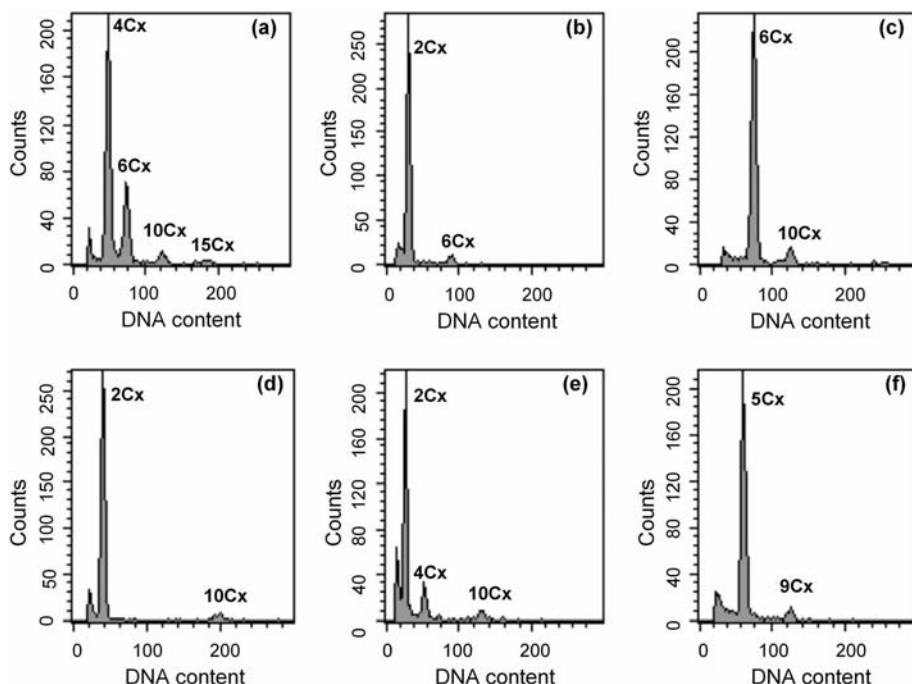 (a)
4Cx
6Cx
10Cx
15Cx
Counts
0 40 80 120 160 200
0 100 200
DNA content
(b)
2Cx
6Cx
Counts
0 50 100 150 200 250
0 100 200
DNA content
(c)
6Cx
10Cx
Counts
0 40 80 120 160 200
0 100 200
DNA content
(d)
2Cx
10Cx
Counts
0 50 100 150 200 250
0 100 200
DNA content
(e)
2Cx
4Cx
10Cx
Counts
0 40 80 120 160 200
0 100 200
DNA content
(f)
5Cx
9Cx
Counts
0 40 80 120 160 200
0 100 200
DNA content